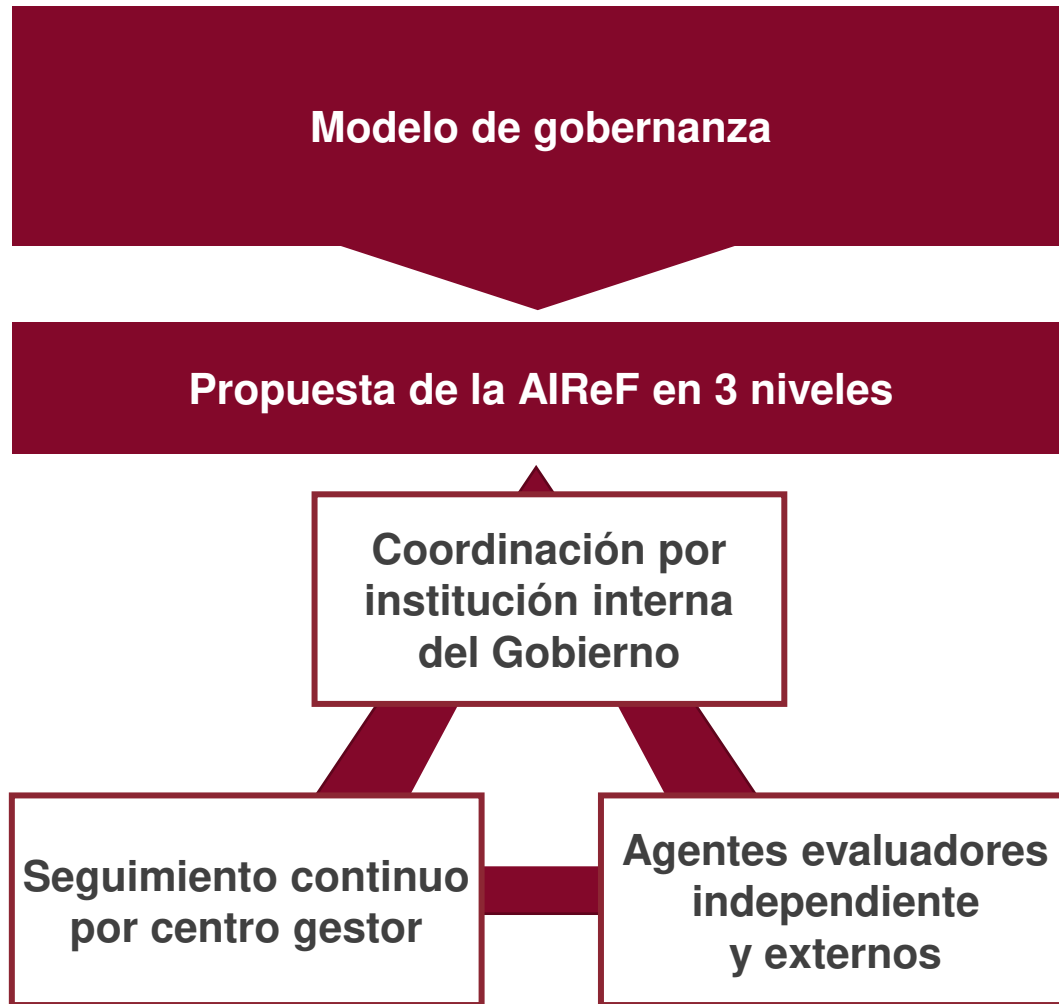 Modelo de gobernanza
Propuesta de la AIReF en 3 niveles
Coordinación por
institución interna
del Gobierno
Seguimiento continuo
por centro gestor
Agentes evaluadores
independiente
y externos